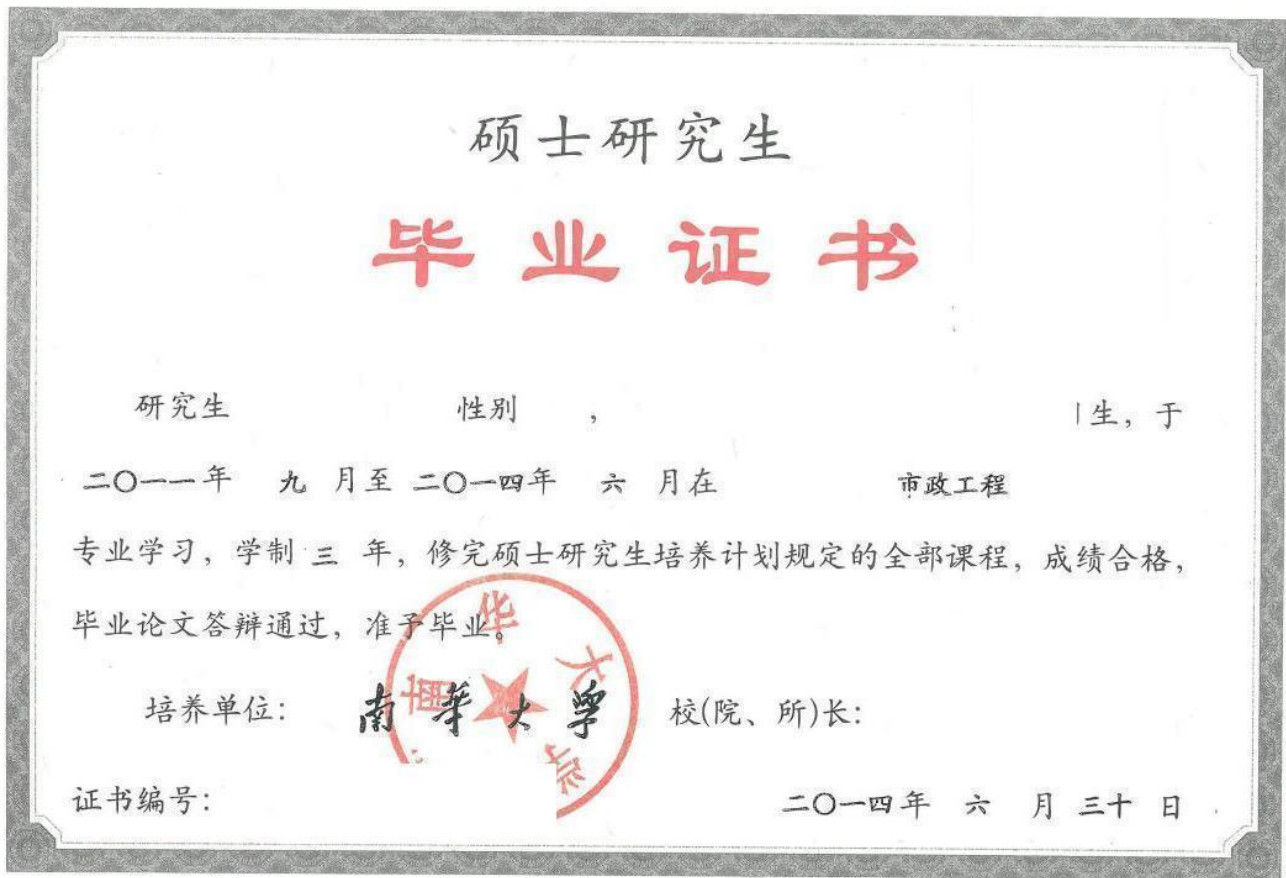 硕士研究生
毕业证书
研究生 性别 , 生, 于
二〇一一年 九 月至 二〇一四年 六 月在 市政工程
专业学习, 学制 三 年, 修完硕士研究生培养计划规定的全部课程, 成绩合格,
毕业论文答辩通过, 准予毕业。
培养单位: 南華大學 校(院、所)长:
南华大学
证书编号: 二〇一四年 六 月 三十 日